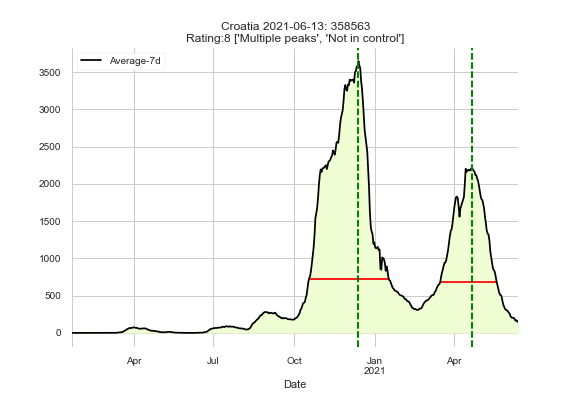 Croatia 2021-06-13: 358563
Rating:8 ['Multiple peaks', 'Not in control']
Average-7d
3500
3000
2500
2000
1500
1000
500
0
Apr Jul Oct Jan Apr
2021
Date